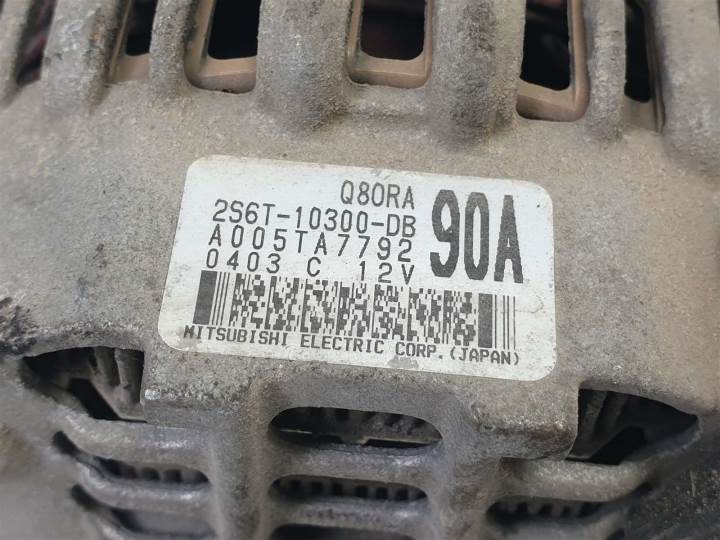 Q80RA
2S6T-10300-DB
90A
A005TA7792
0403 C 12V
MITSUBISHI ELECTRIC CORP.(JAPAN)